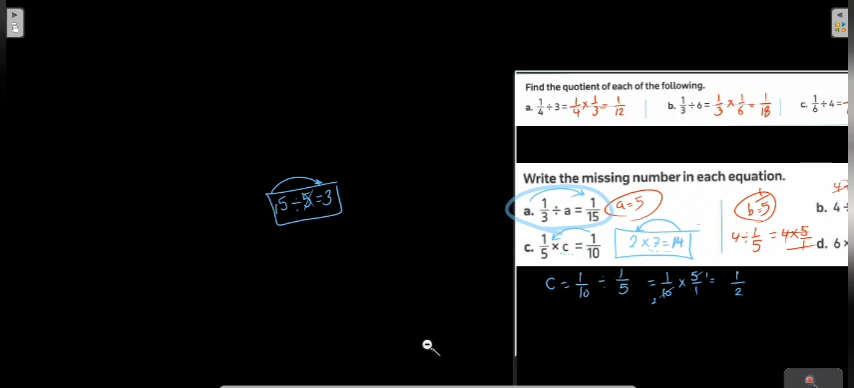 Find the quotient of each of the following.
a. 1/4 ÷ 3 = 1/4 × 1/3 = 1/12
b. 1/3 ÷ 6 = 1/3 × 1/6 = 1/18
c. 1/6 ÷ 4 =
Write the missing number in each equation.
15 ÷ 5 = 3
a. 1/3 ÷ a = 1/15
a = 5
b = 5
b. 4 ÷
c. 1/5 × c = 1/10
2 × 7 = 14
4 ÷ 1/5 = 4 × 5/1
d. 6 ×
C = 1/10 ÷ 1/5 = 1/10 × 5/1 = 1/2